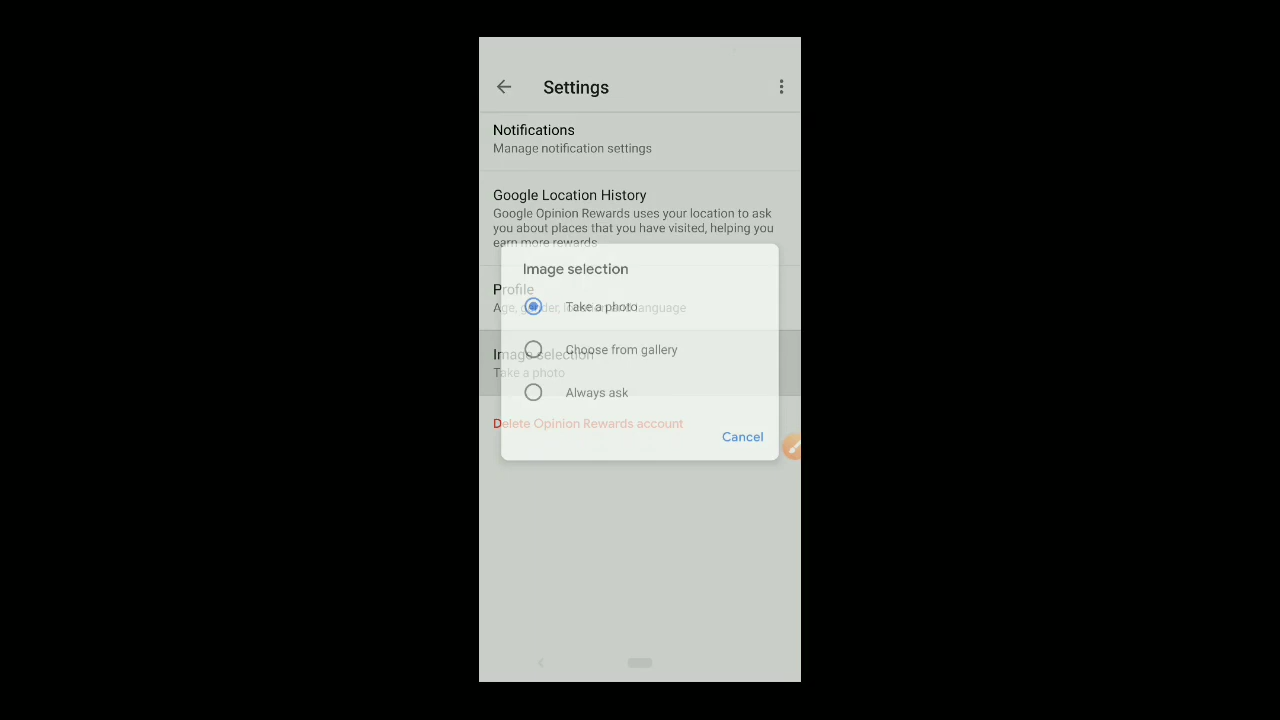 Settings
Notifications
Manage notification settings
Google Location History
Google Opinion Rewards uses your location to ask
you about places that you have visited, helping you
earn more rewards
Image selection
Profile
Take a photo
Age, gender, location and language
Choose from gallery
Image selection
Take a photo
Always ask
Delete Opinion Rewards account
Cancel